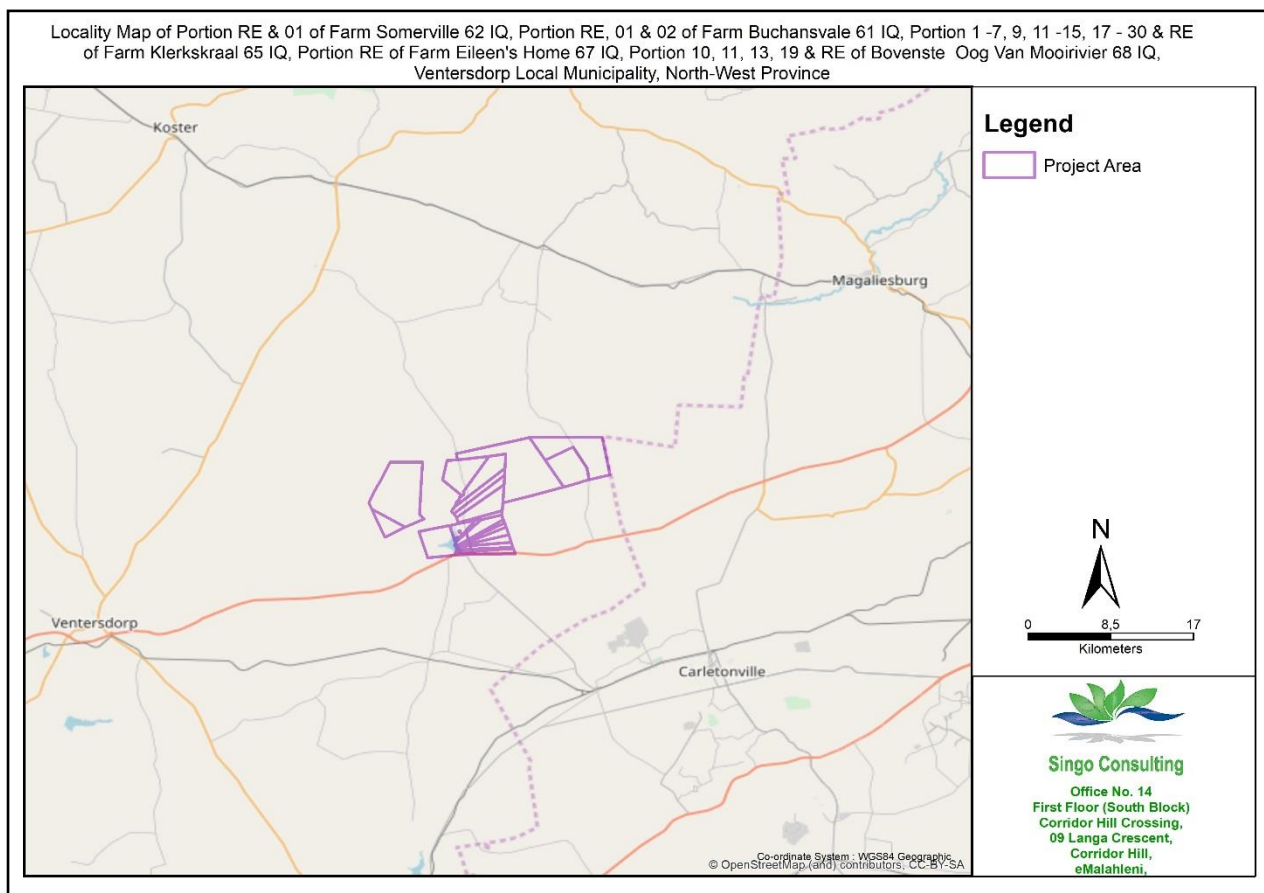 Locality Map of Portion RE & 01 of Farm Somerville 62 IQ, Portion RE, 01 & 02 of Farm Buchansvale 61 IQ, Portion 1 -7, 9, 11 -15, 17 - 30 & RE
of Farm Klerkskraal 65 IQ, Portion RE of Farm Eileen's Home 67 IQ, Portion 10, 11, 13, 19 & RE of Bovenste Oog Van Mooirivier 68 IQ,
Ventersdorp Local Municipality, North-West Province
Koster
Magaliesburg
Ventersdorp
Carletonville
Co-ordinate System : WGS84 Geographic
© OpenStreetMap (and) contributors, CC-BY-SA
Legend
Project Area
N
0 8,5 17
Kilometers
Singo Consulting
Office No. 14
First Floor (South Block)
Corridor Hill Crossing,
09 Langa Crescent,
Corridor Hill,
eMalahleni,